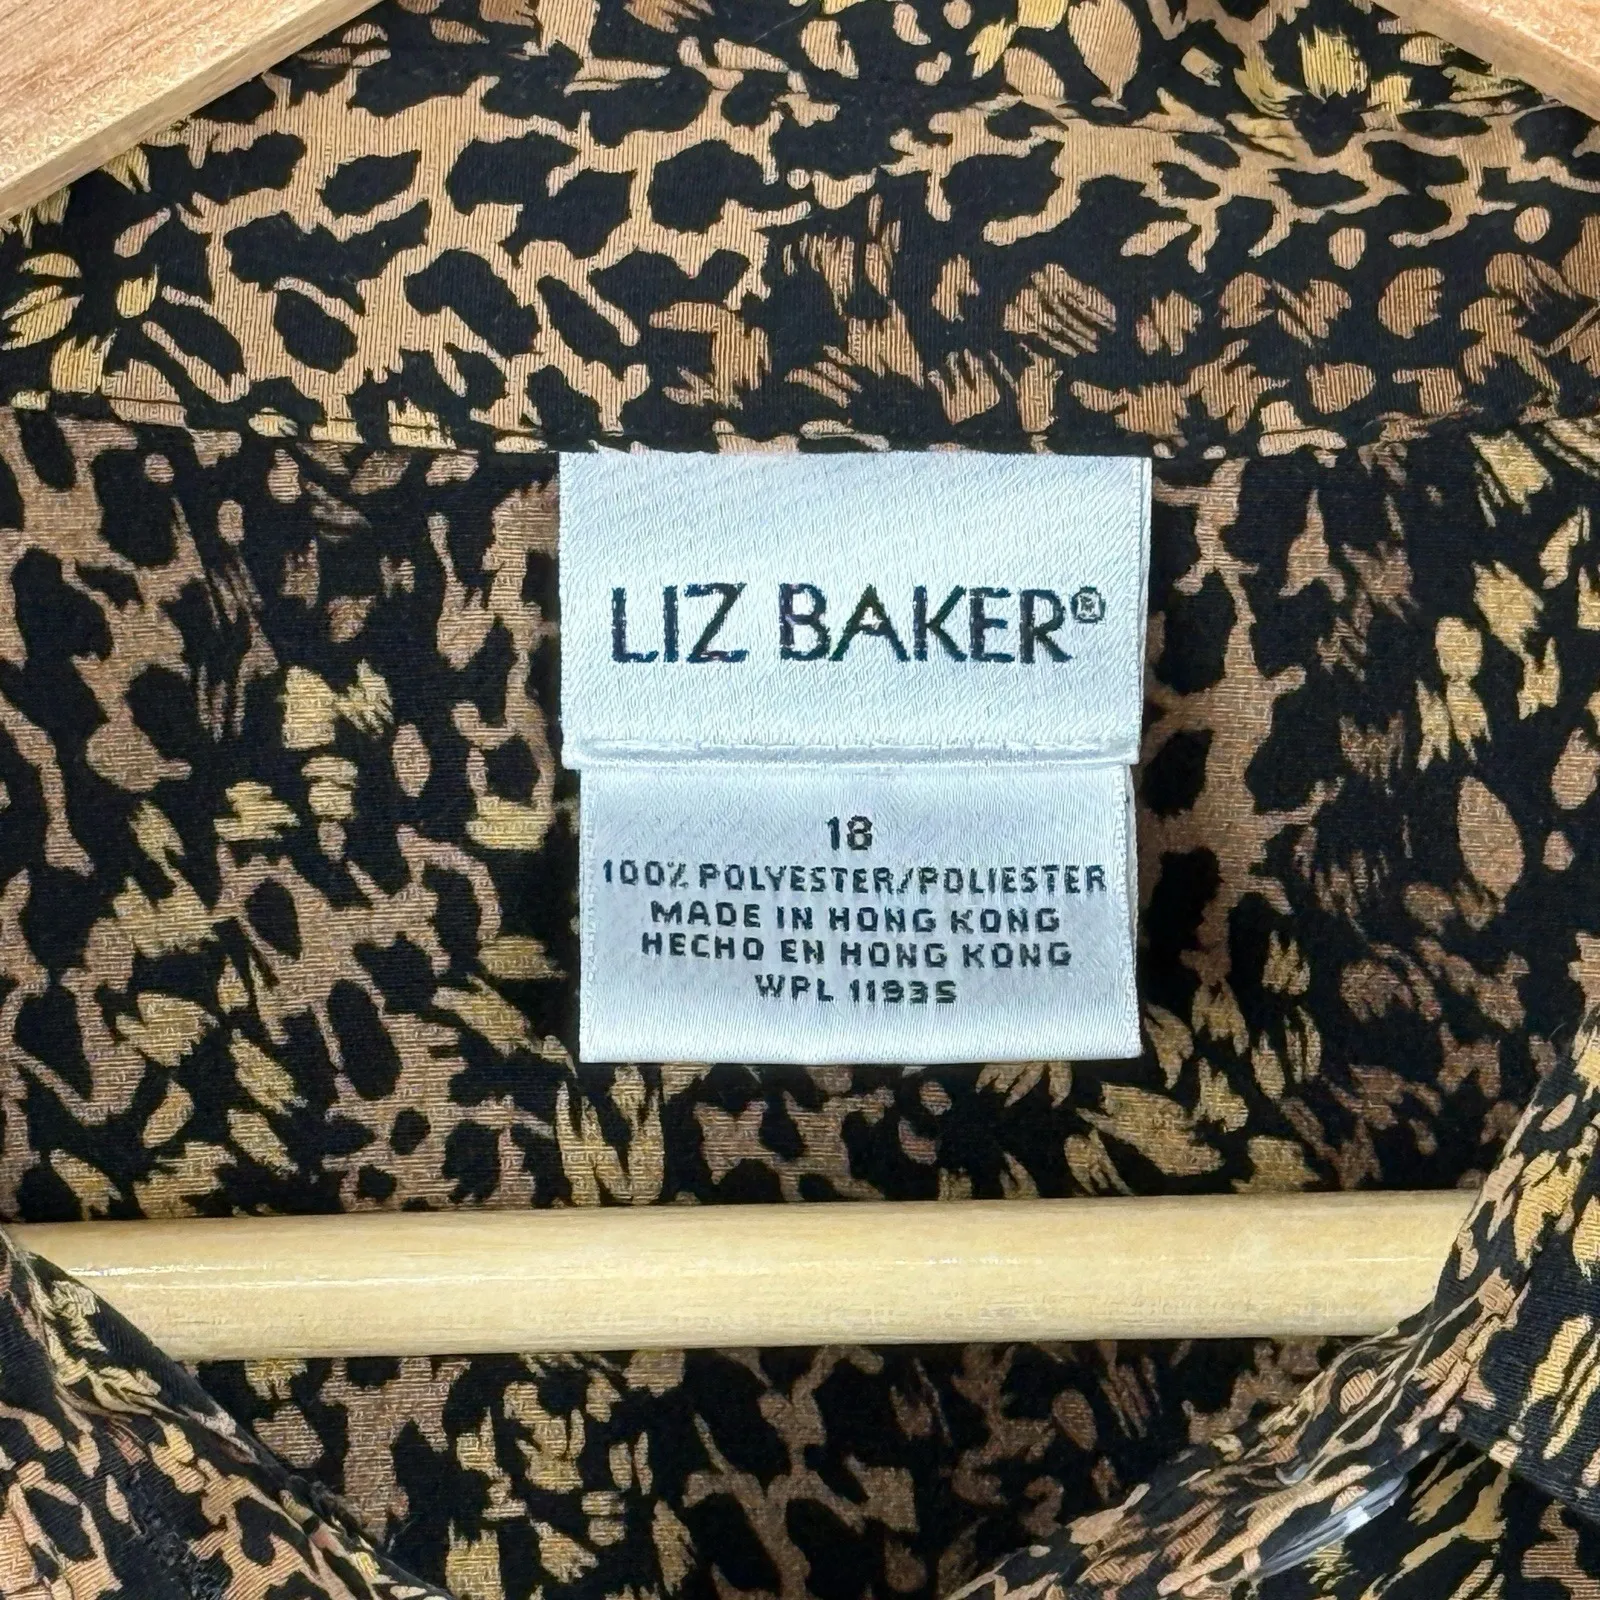 LIZ BAKER®
18
100% POLYESTER/POLIESTER
MADE IN HONG KONG
HECHO EN HONG KONG
WPL 11935